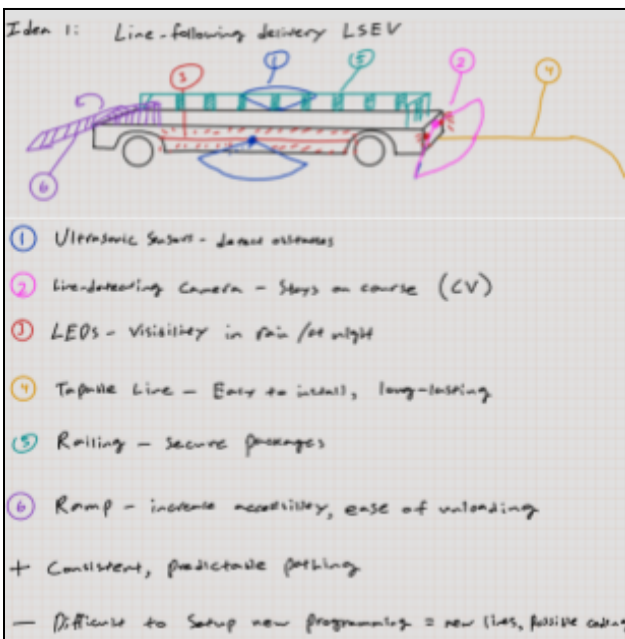 Idea 1: Line-following delivery LSEV
1
5
2
3
4
6
1 Ultrasonic Sensors - detect obstacles
2 Line-detecting Camera - Stays on course (CV)
3 LEDs - Visibility in rain / at night
4 Tapable Line - Easy to install, long-lasting
5 Railing - Secure packages
6 Ramp - increase accessibility, ease of unloading
+ Consistent, predictable pathing
- Difficult to setup new programming = new lines, possible coding